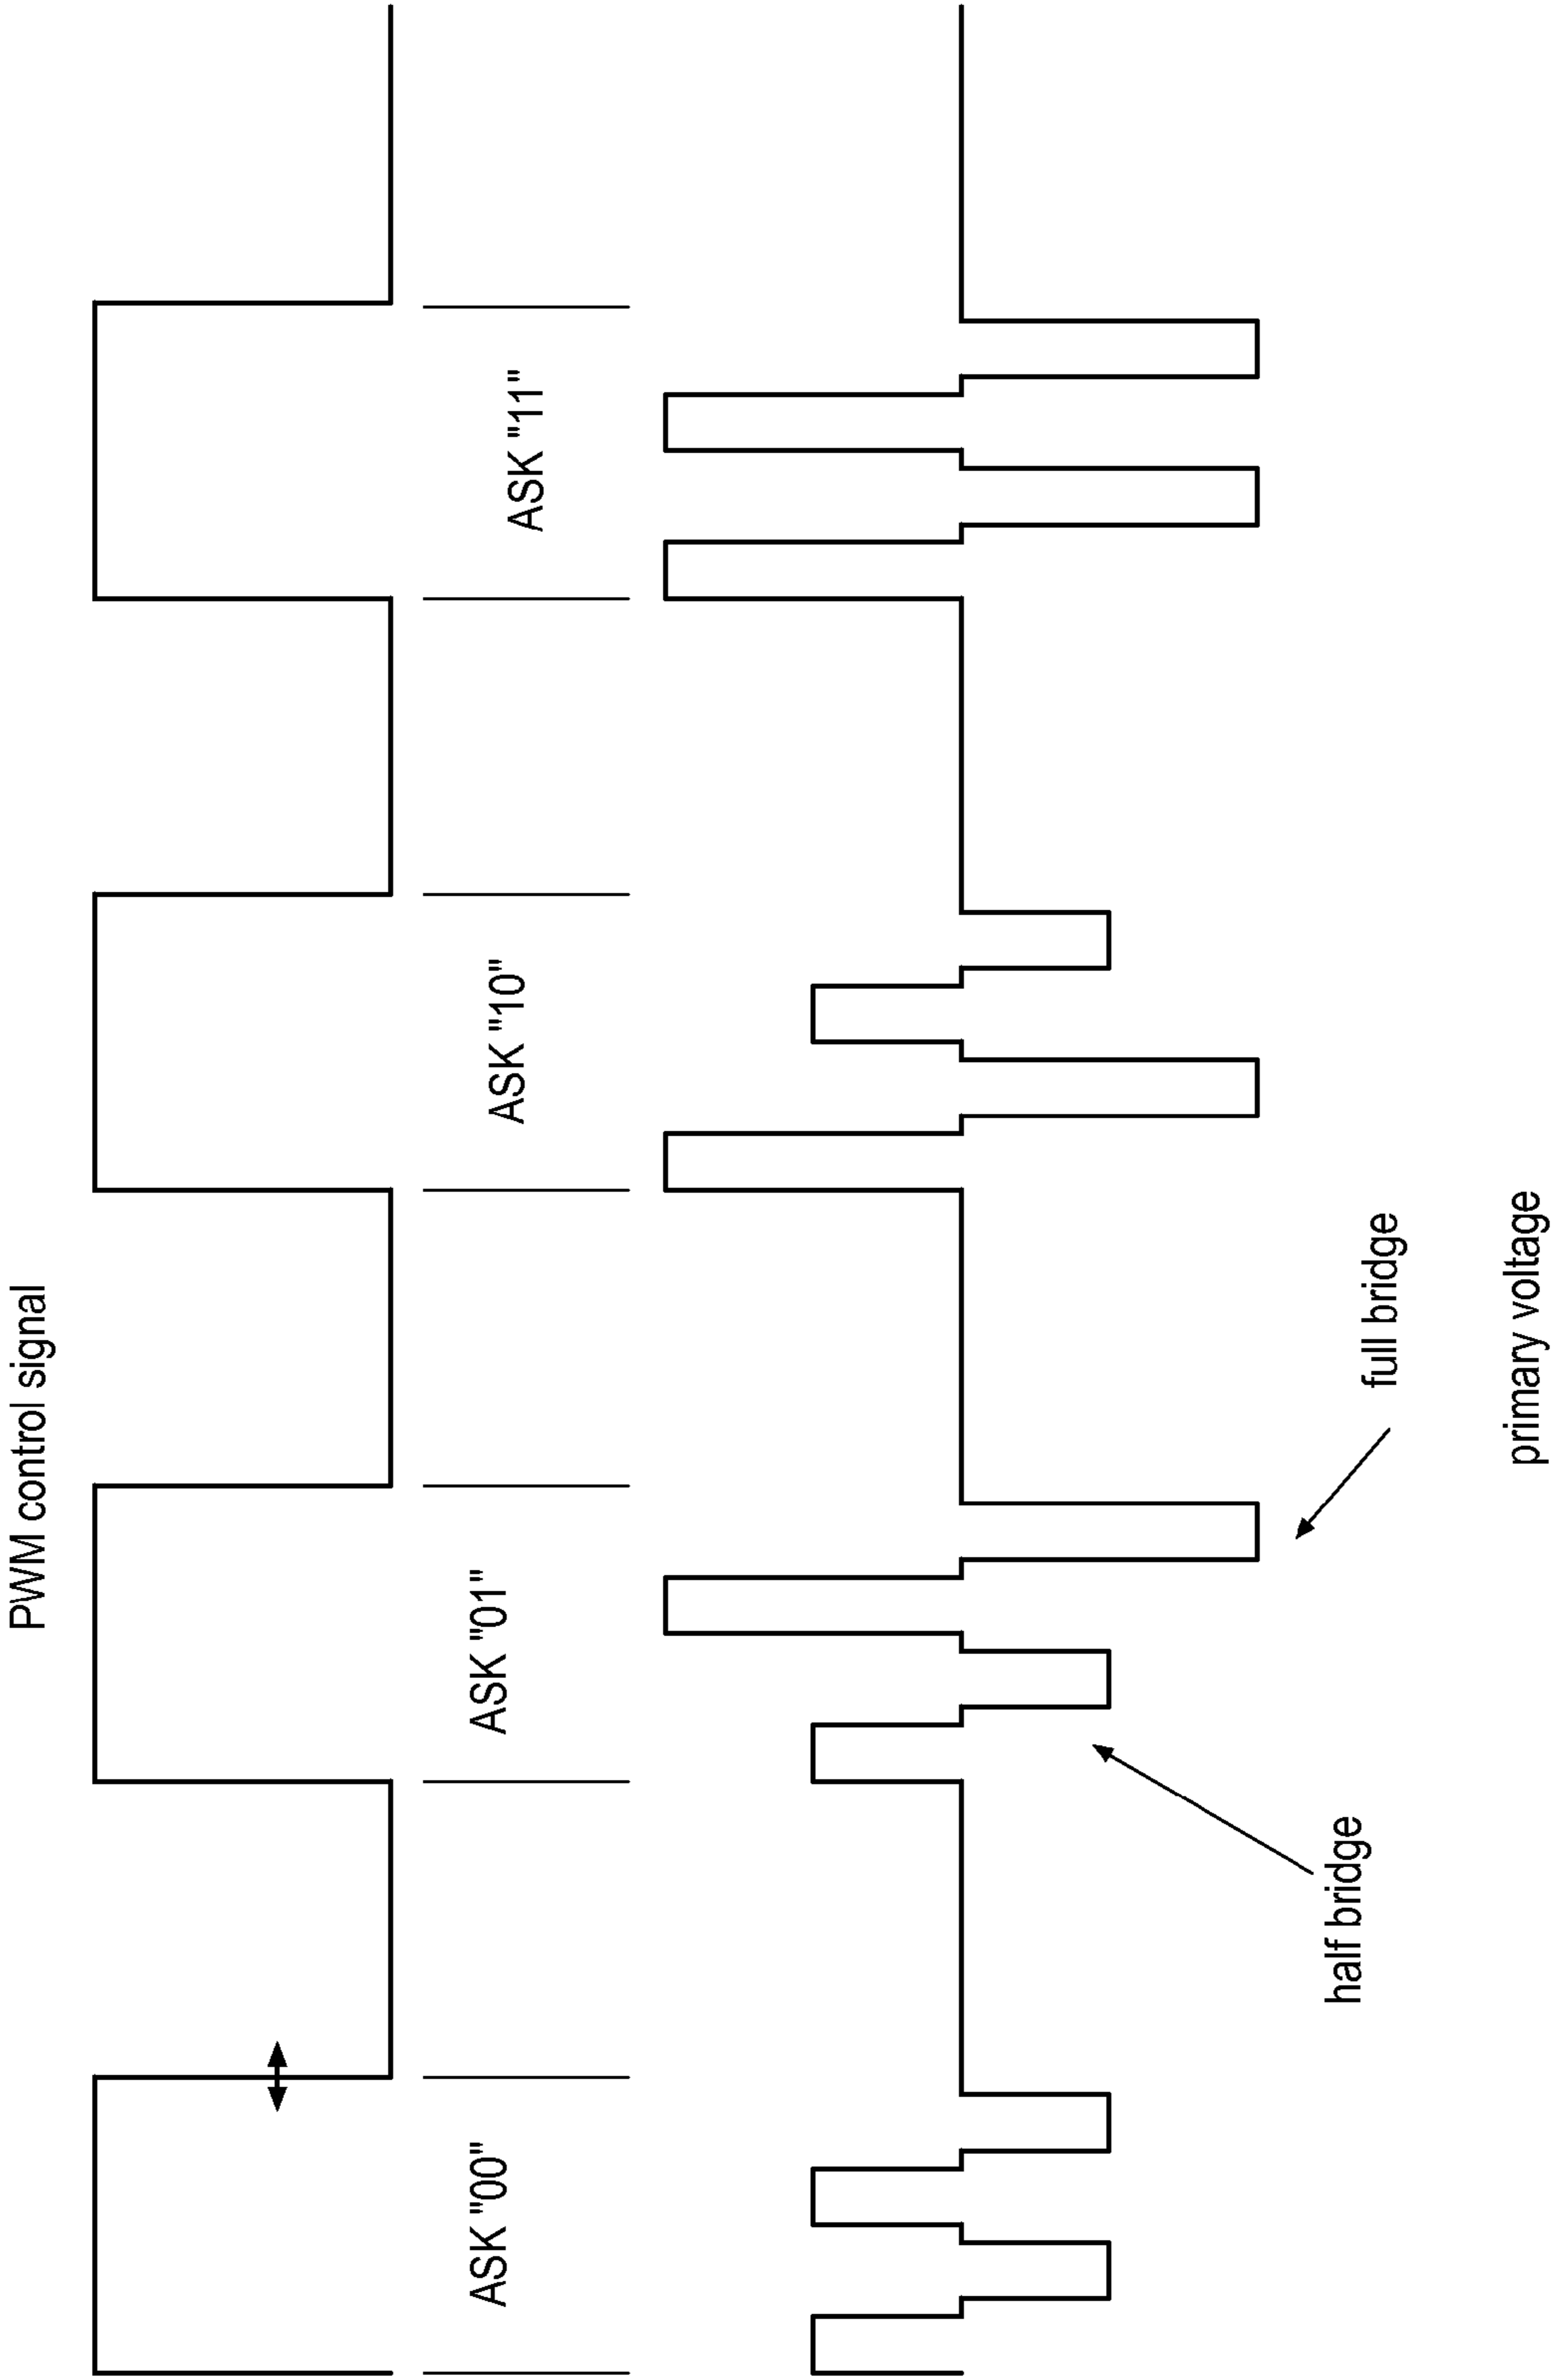 PWM control signal
ASK "00"
ASK "01"
ASK "10"
ASK "11"
half bridge
full bridge
primary voltage